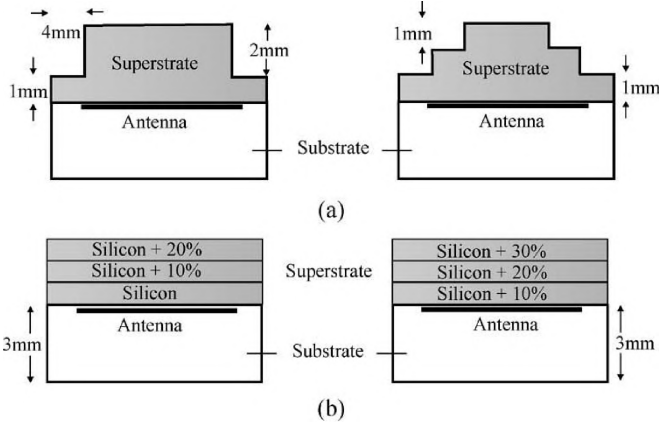 4mm
2mm
1mm
Superstrate
Antenna
1mm
Superstrate
1mm
Antenna
Substrate
(a)
Silicon + 20%
Silicon + 10%
Silicon
Antenna
3mm
Superstrate
Substrate
Silicon + 30%
Silicon + 20%
Silicon + 10%
Antenna
3mm
(b)